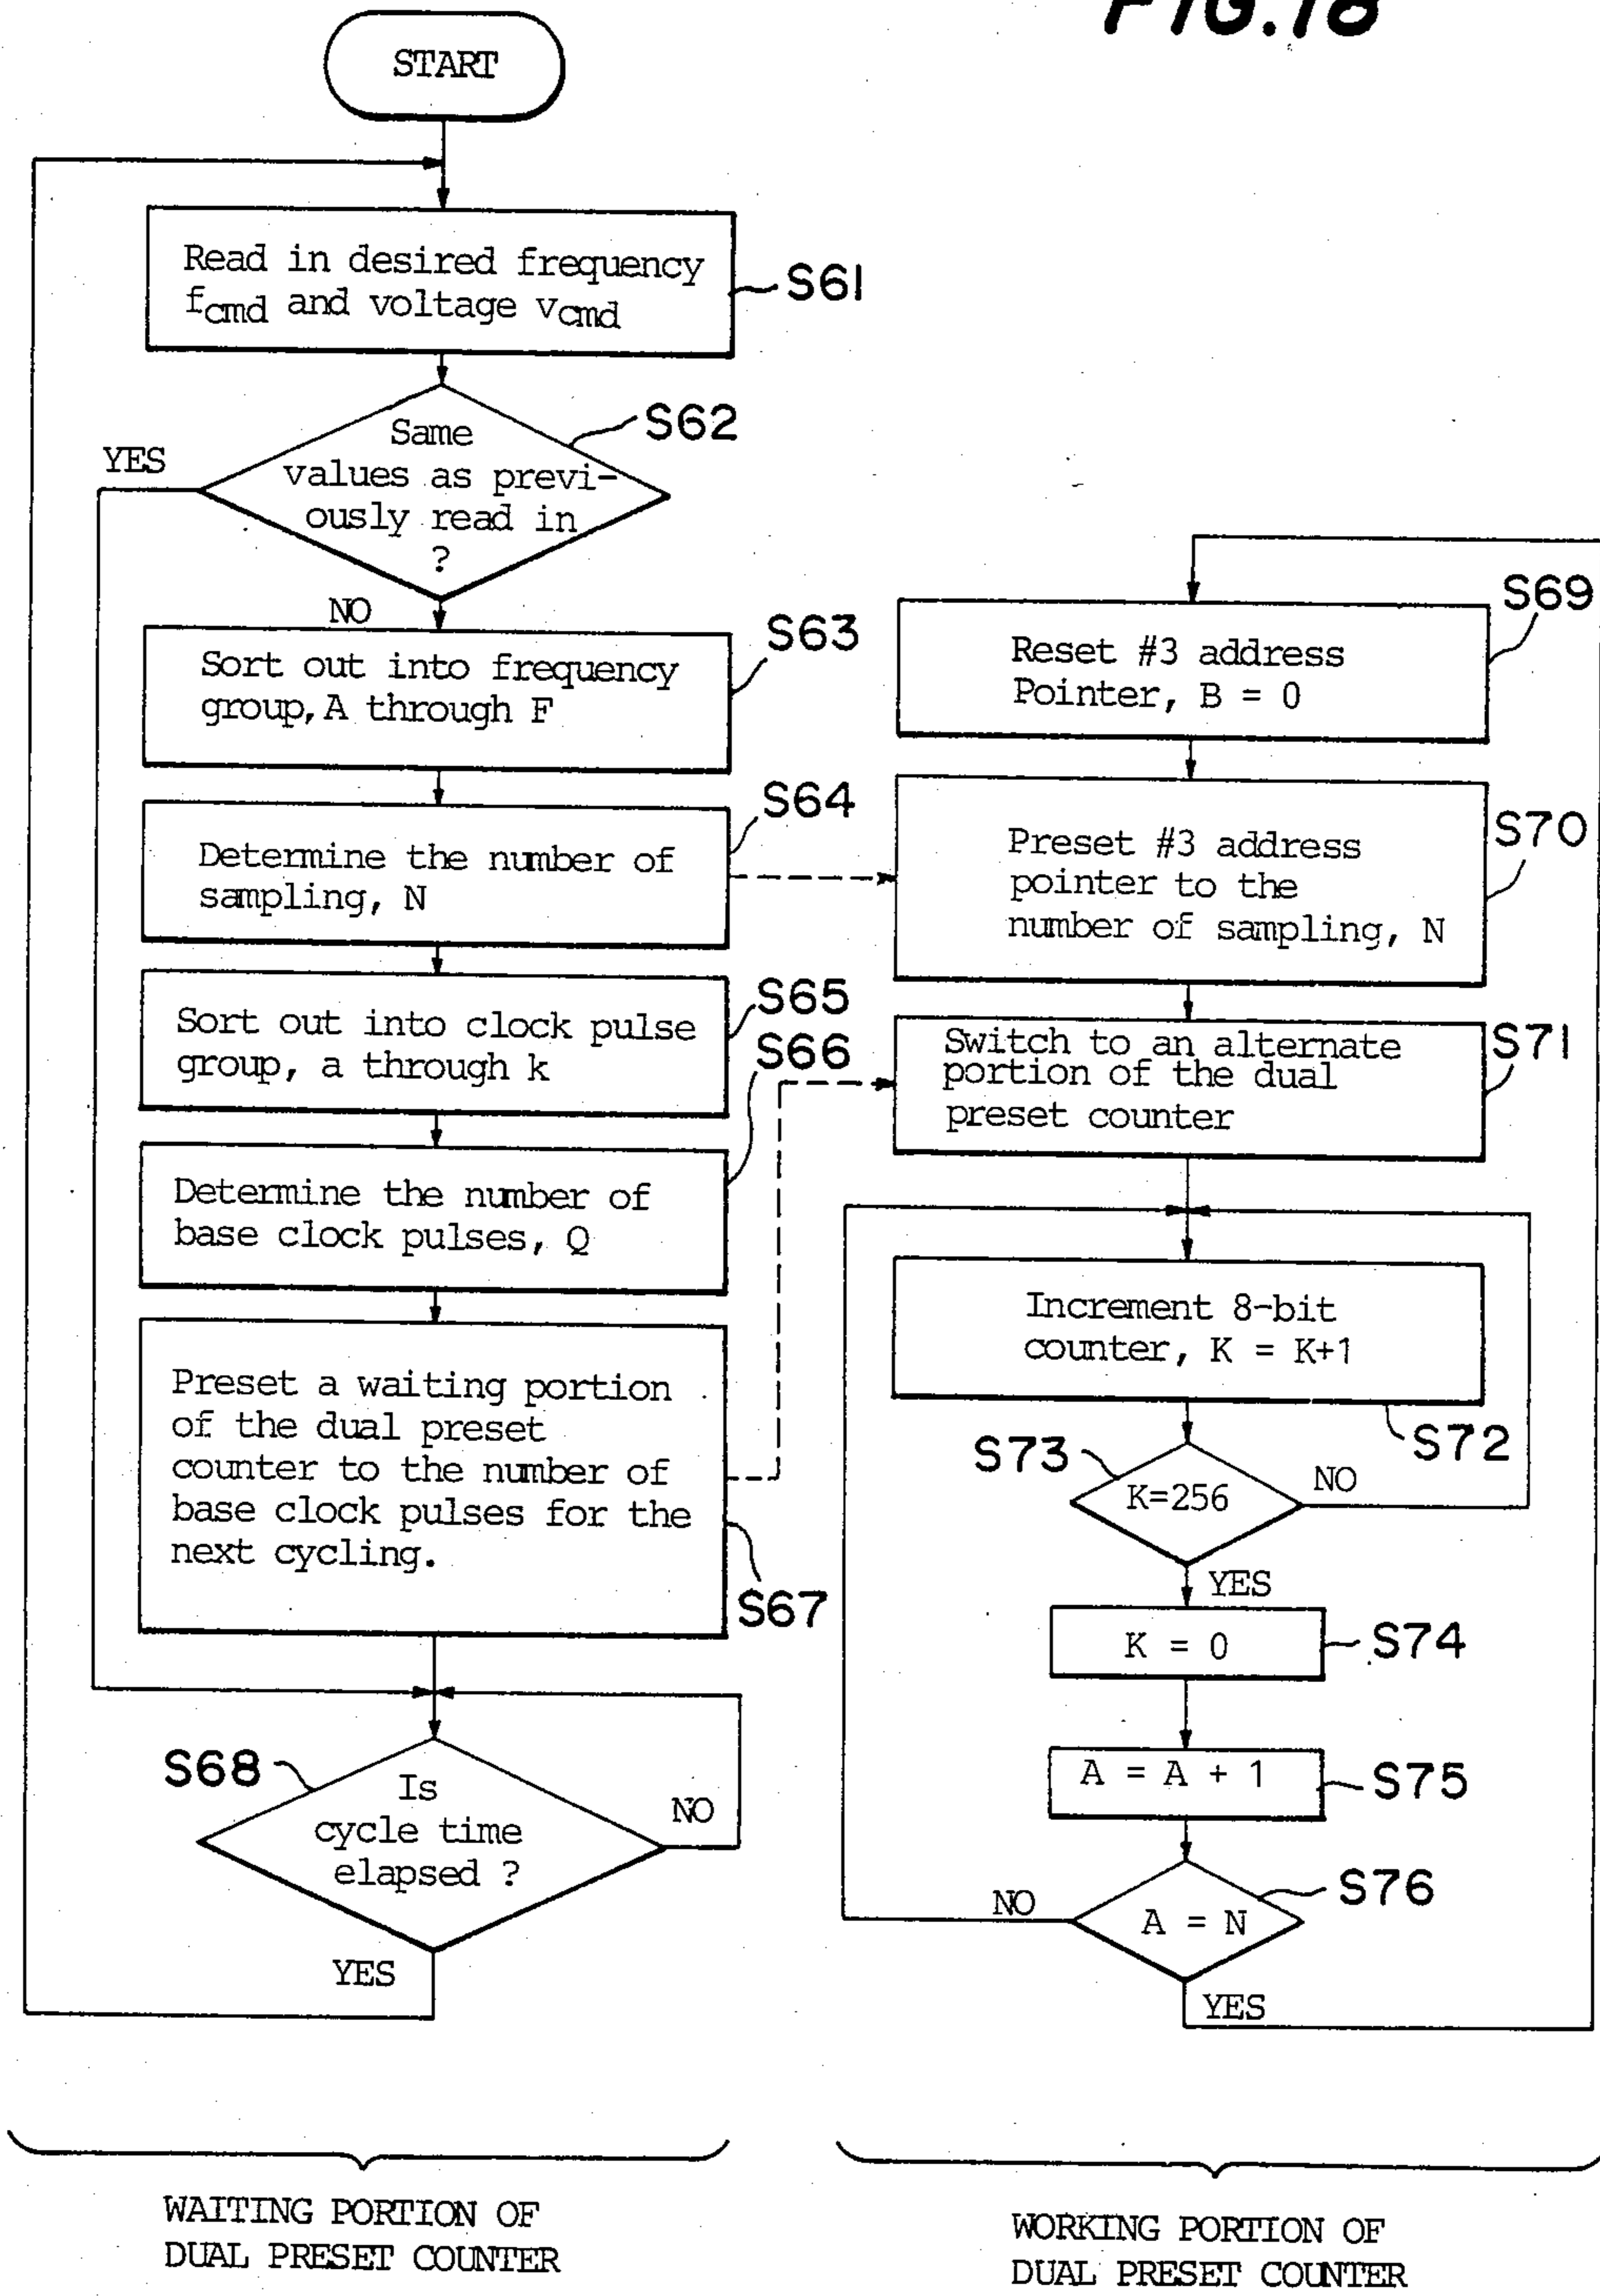 FIG.18
START
Read in desired frequency
fcmd and voltage vcmd
S61
Same
values as previ-
ously read in
?
S62
YES
NO
Sort out into frequency
group, A through F
S63
Determine the number of
sampling, N
S64
Sort out into clock pulse
group, a through k
S65
S66
Determine the number of
base clock pulses, Q
Preset a waiting portion
of the dual preset
counter to the number of
base clock pulses for the
next cycling.
S67
S68
Is
cycle time
elapsed ?
NO
YES
WAITING PORTION OF
DUAL PRESET COUNTER
S69
Reset #3 address
Pointer, B = 0
S70
Preset #3 address
pointer to the
number of sampling, N
S71
Switch to an alternate
portion of the dual
preset counter
Increment 8-bit
counter, K = K+1
S72
S73
K=256
NO
YES
K = 0
S74
A = A + 1
S75
S76
A = N
NO
YES
WORKING PORTION OF
DUAL PRESET COUNTER